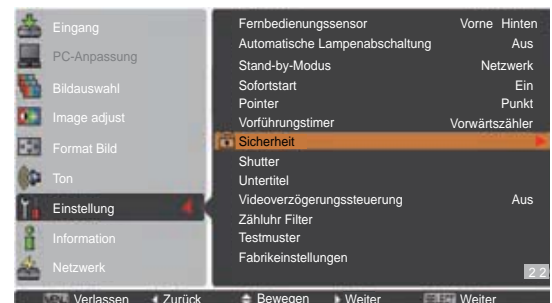 Eingang
PC-Anpassung
Bildauswahl
Image adjust
Format Bild
Ton
Einstellung
Information
Netzwerk
Fernbedienungssensor Vorne Hinten
Automatische Lampenabschaltung Aus
Stand-by-Modus Netzwerk
Sofortstart Ein
Pointer Punkt
Vorführungstimer Vorwärtszähler
Sicherheit
Shutter
Untertitel
Videoverzögerungssteuerung Aus
Zähluhr Filter
Testmuster
Fabrikeinstellungen
2 2
Verlassen Zurück Bewegen Weiter Weiter